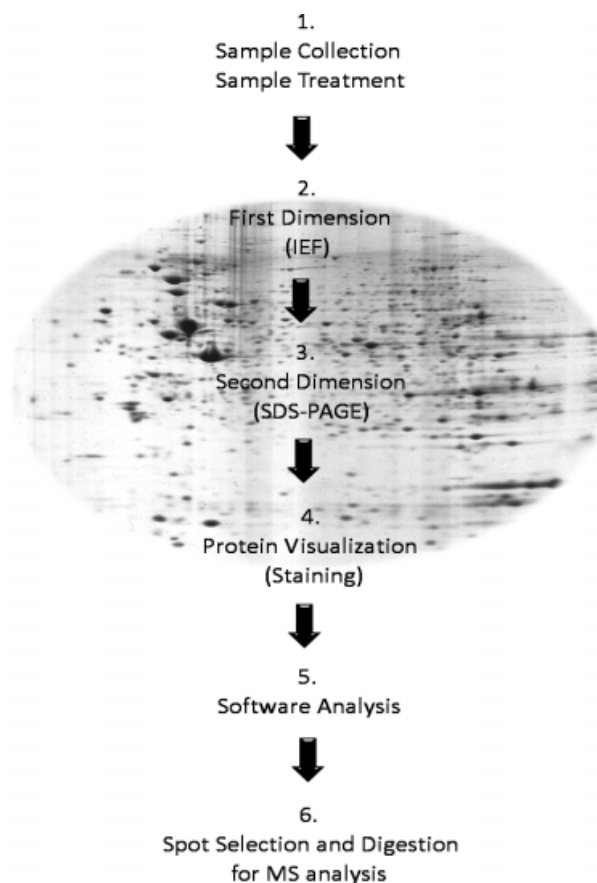 1.
Sample Collection
Sample Treatment
2.
First Dimension
(IEF)
3.
Second Dimension
(SDS-PAGE)
4.
Protein Visualization
(Staining)
5.
Software Analysis
6.
Spot Selection and Digestion
for MS analysis